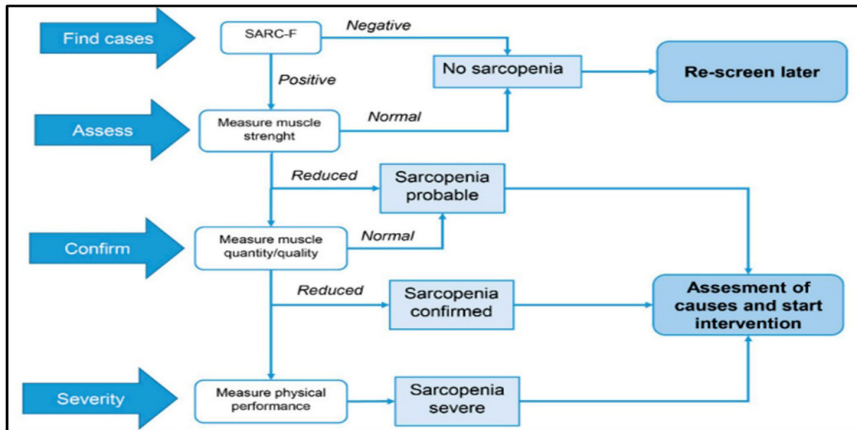 Find cases
SARC-F
Negative
No sarcopenia
Re-screen later
Positive
Assess
Measure muscle
strenght
Normal
Reduced
Sarcopenia
probable
Confirm
Measure muscle
quantity/quality
Normal
Reduced
Sarcopenia
confirmed
Assesment of
causes and start
intervention
Severity
Measure physical
performance
Sarcopenia
severe